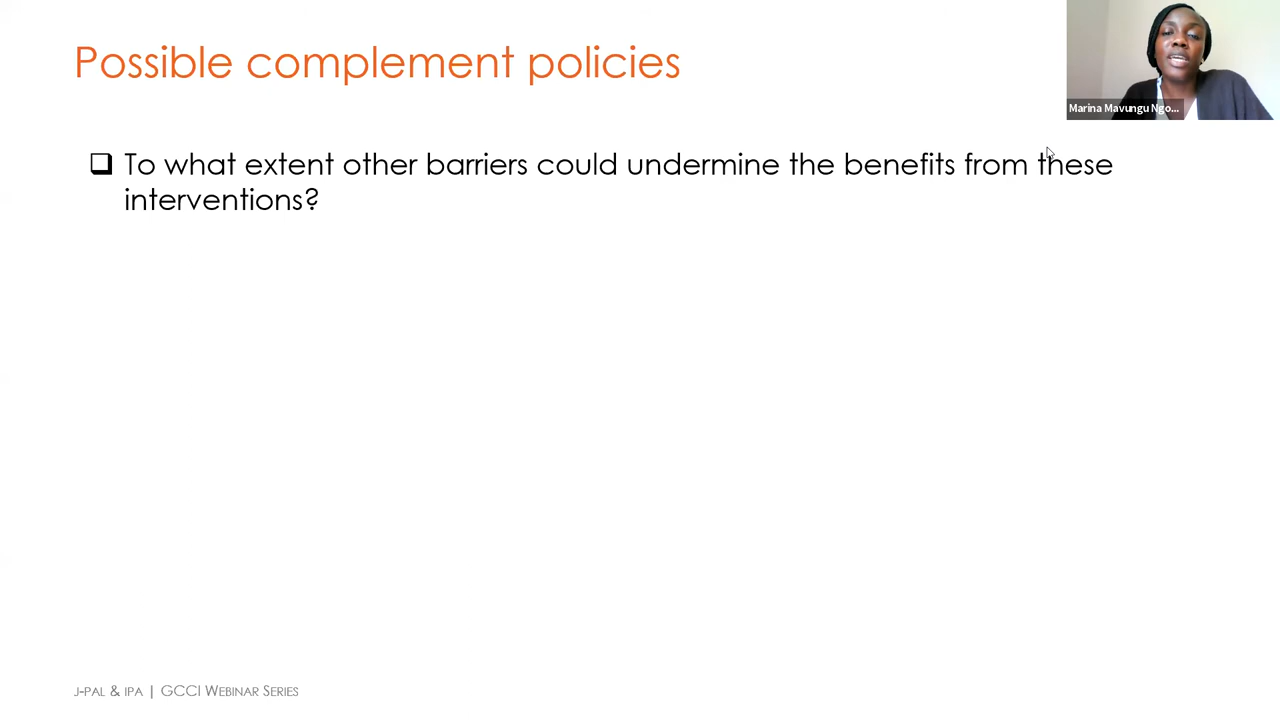 Possible complement policies
Marina Mavungu Ngo...
❑ To what extent other barriers could undermine the benefits from these
interventions?
J-PAL & IPA | GCCI WEBINAR SERIES